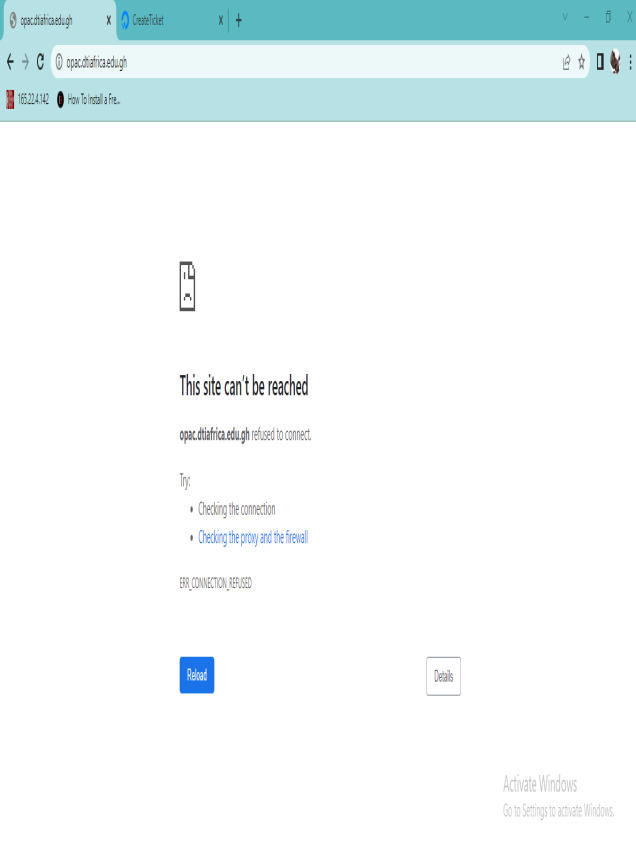 opac.dtiafrica.edu.gh
CreateTicket
opac.dtiafrica.edu.gh
165.22.4.142
How To Install a Fre...
This site can't be reached
opac.dtiafrica.edu.gh refused to connect.
Try:
Checking the connection
Checking the proxy and the firewall
ERR_CONNECTION_REFUSED
Reload
Details
Activate Windows
Go to Settings to activate Windows.